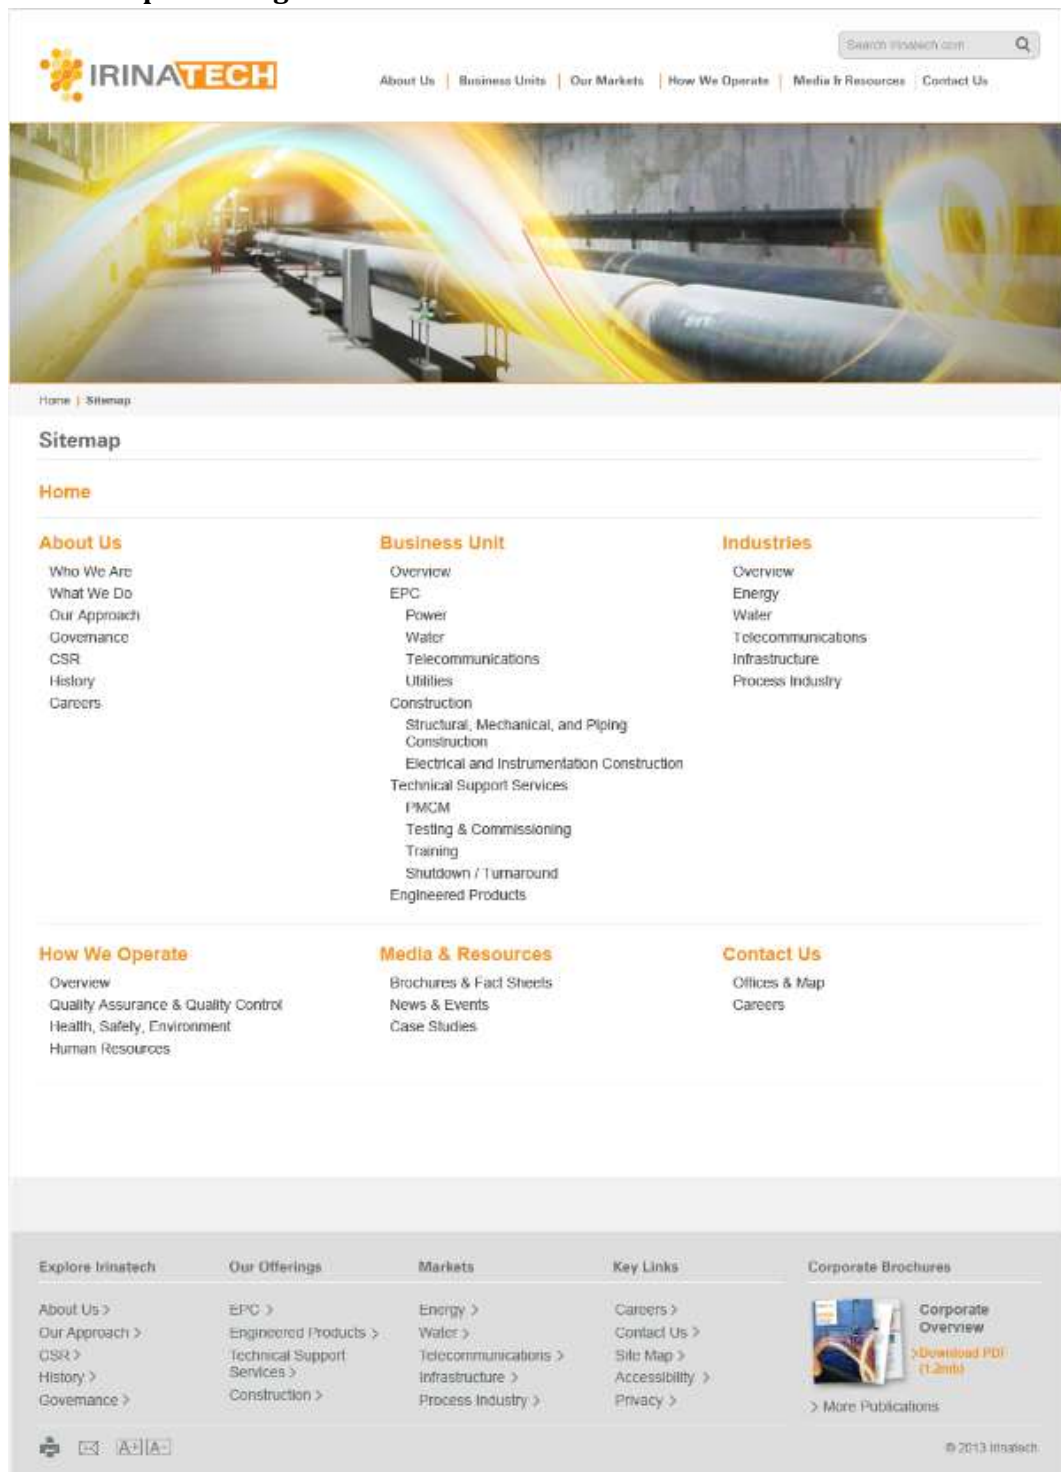 Search Irinatech.com
IRINATECH
About Us | Business Units | Our Markets | How We Operate | Media & Resources | Contact Us
Home | Sitemap
Sitemap
Home
About Us
Who We Are
What We Do
Our Approach
Governance
CSR
History
Careers
Business Unit
Overview
EPC
Power
Water
Telecommunications
Utilities
Construction
Structural, Mechanical, and Piping
Construction
Electrical and Instrumentation Construction
Technical Support Services
PMCM
Testing & Commissioning
Training
Shutdown / Turnaround
Engineered Products
Industries
Overview
Energy
Water
Telecommunications
Infrastructure
Process Industry
How We Operate
Overview
Quality Assurance & Quality Control
Health, Safety, Environment
Human Resources
Media & Resources
Brochures & Fact Sheets
News & Events
Case Studies
Contact Us
Offices & Map
Careers
Explore Irinatech
About Us >
Our Approach >
CSR >
History >
Governance >
Our Offerings
EPC >
Engineered Products >
Technical Support
Services >
Construction >
Markets
Energy >
Water >
Telecommunications >
Infrastructure >
Process Industry >
Key Links
Careers >
Contact Us >
Site Map >
Accessibility >
Privacy >
Corporate Brochures
Corporate
Overview
>Download PDF
(1.2mb)
> More Publications
A+ A-
© 2013 Irinatech